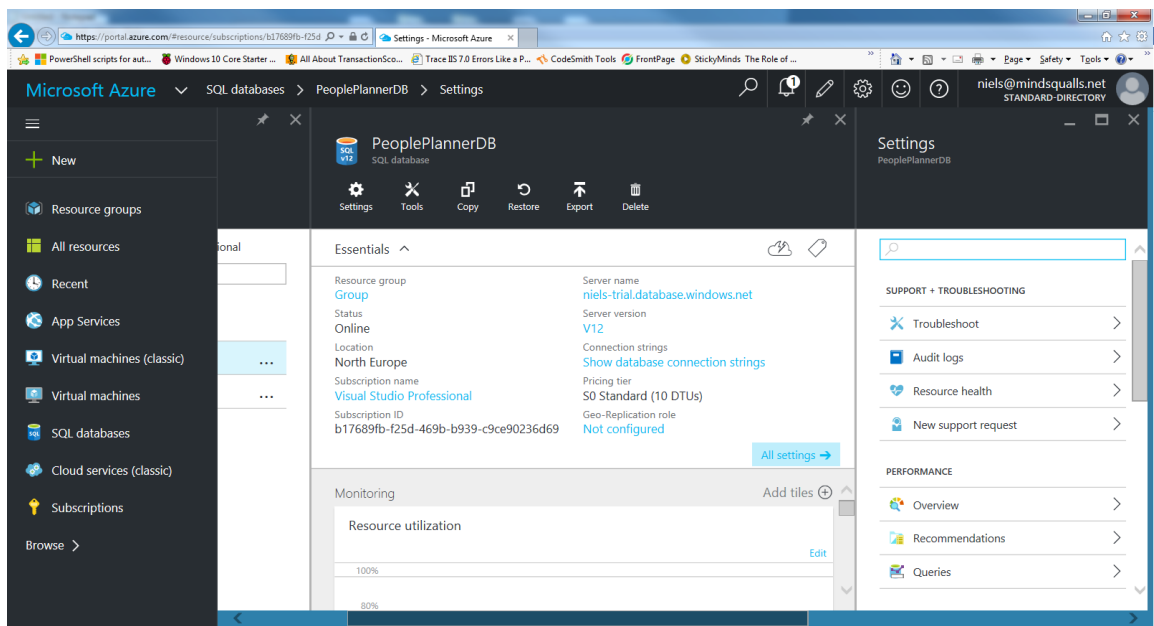 https://portal.azure.com/#resource/subscriptions/b17689fb-f25d
Settings - Microsoft Azure
PowerShell scripts for aut... Windows 10 Core Starter ... All About TransactionSco... Trace IIS 7.0 Errors Like a P... CodeSmith Tools FrontPage StickyMinds The Role of ... Page Safety Tools
Microsoft Azure SQL databases > PeoplePlannerDB > Settings 1 niels@mindsqualls.net
STANDARD-DIRECTORY
New
Resource groups
All resources
Recent
App Services
Virtual machines (classic)
Virtual machines
SQL databases
Cloud services (classic)
Subscriptions
Browse >
ional
...
...
PeoplePlannerDB
SQL database
SQL
v12
Settings Tools Copy Restore Export Delete
Essentials
Resource group Server name
Group niels-trial.database.windows.net
Status Server version
Online V12
Location Connection strings
North Europe Show database connection strings
Subscription name Pricing tier
Visual Studio Professional S0 Standard (10 DTUs)
Subscription ID Geo-Replication role
b17689fb-f25d-469b-b939-c9ce90236d69 Not configured
All settings
Monitoring Add tiles
Resource utilization
Edit
100%
80%
Settings
PeoplePlannerDB
SUPPORT + TROUBLESHOOTING
Troubleshoot
Audit logs
Resource health
New support request
PERFORMANCE
Overview
Recommendations
Queries